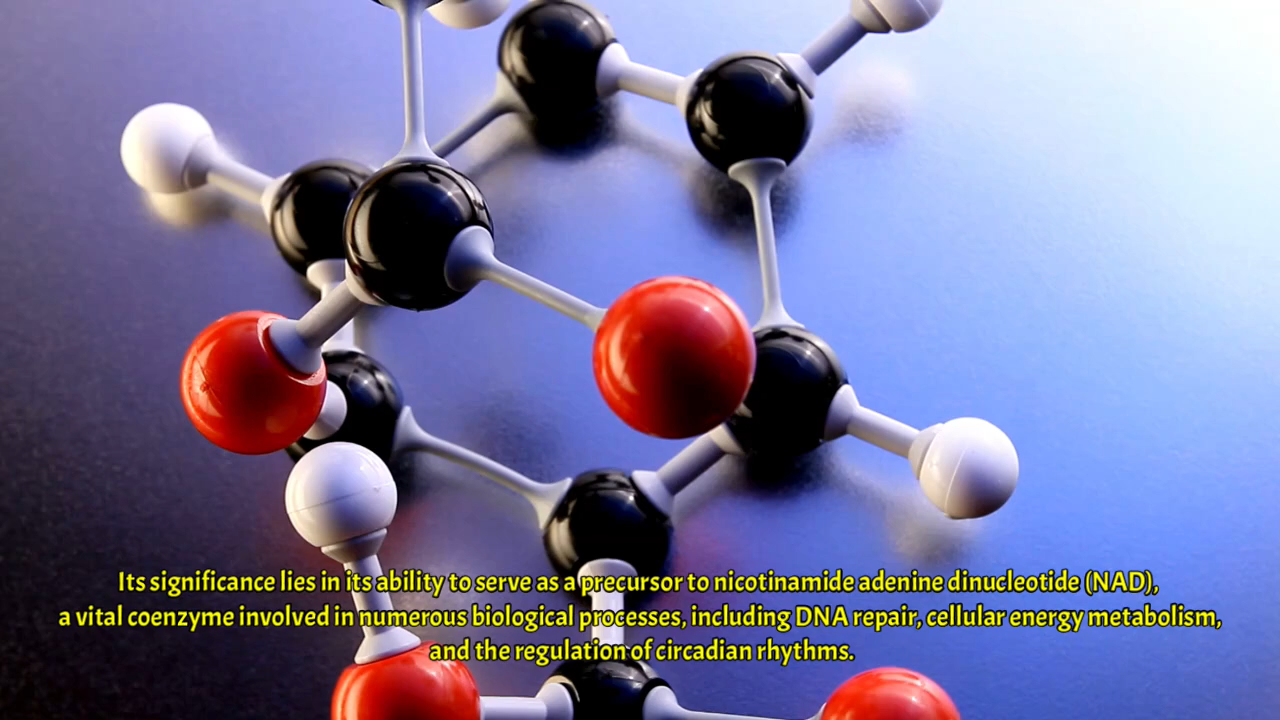 Its significance lies in its ability to serve as a precursor to nicotinamide adenine dinucleotide (NAD),
a vital coenzyme involved in numerous biological processes, including DNA repair, cellular energy metabolism,
and the regulation of circadian rhythms.